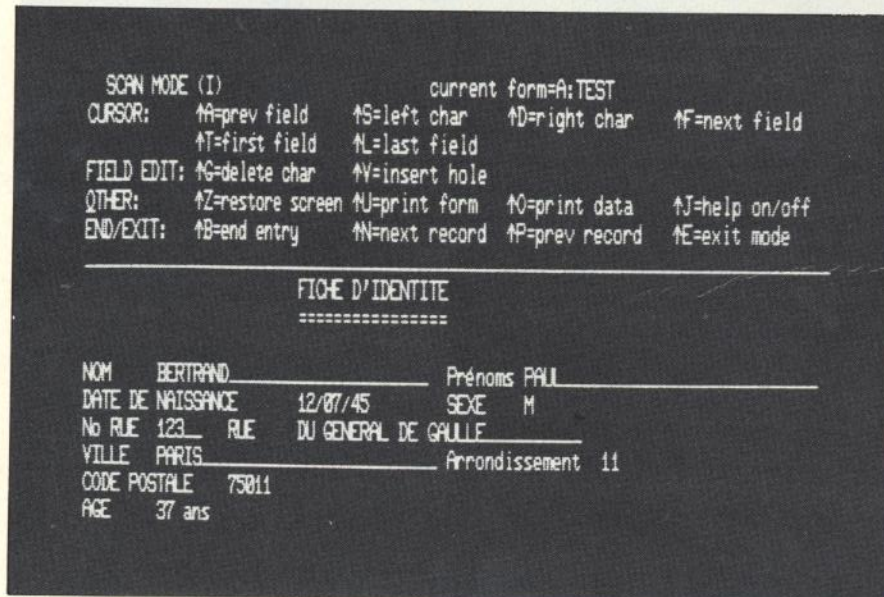 SCAN MODE (I) current form=A:TEST
CURSOR: ↑A=prev field ↑S=left char ↑D=right char ↑F=next field
↑T=first field ↑L=last field
FIELD EDIT: ↑G=delete char ↑V=insert hole
OTHER: ↑Z=restore screen ↑U=print form ↑O=print data ↑J=help on/off
END/EXIT: ↑B=end entry ↑N=next record ↑P=prev record ↑E=exit mode
FICHE D'IDENTITE
================
NOM BERTRAND Prénoms PAUL
DATE DE NAISSANCE 12/07/45 SEXE M
No RUE 123 RUE DU GENERAL DE GAULLE
VILLE PARIS Arrondissement 11
CODE POSTALE 75011
AGE 37 ans